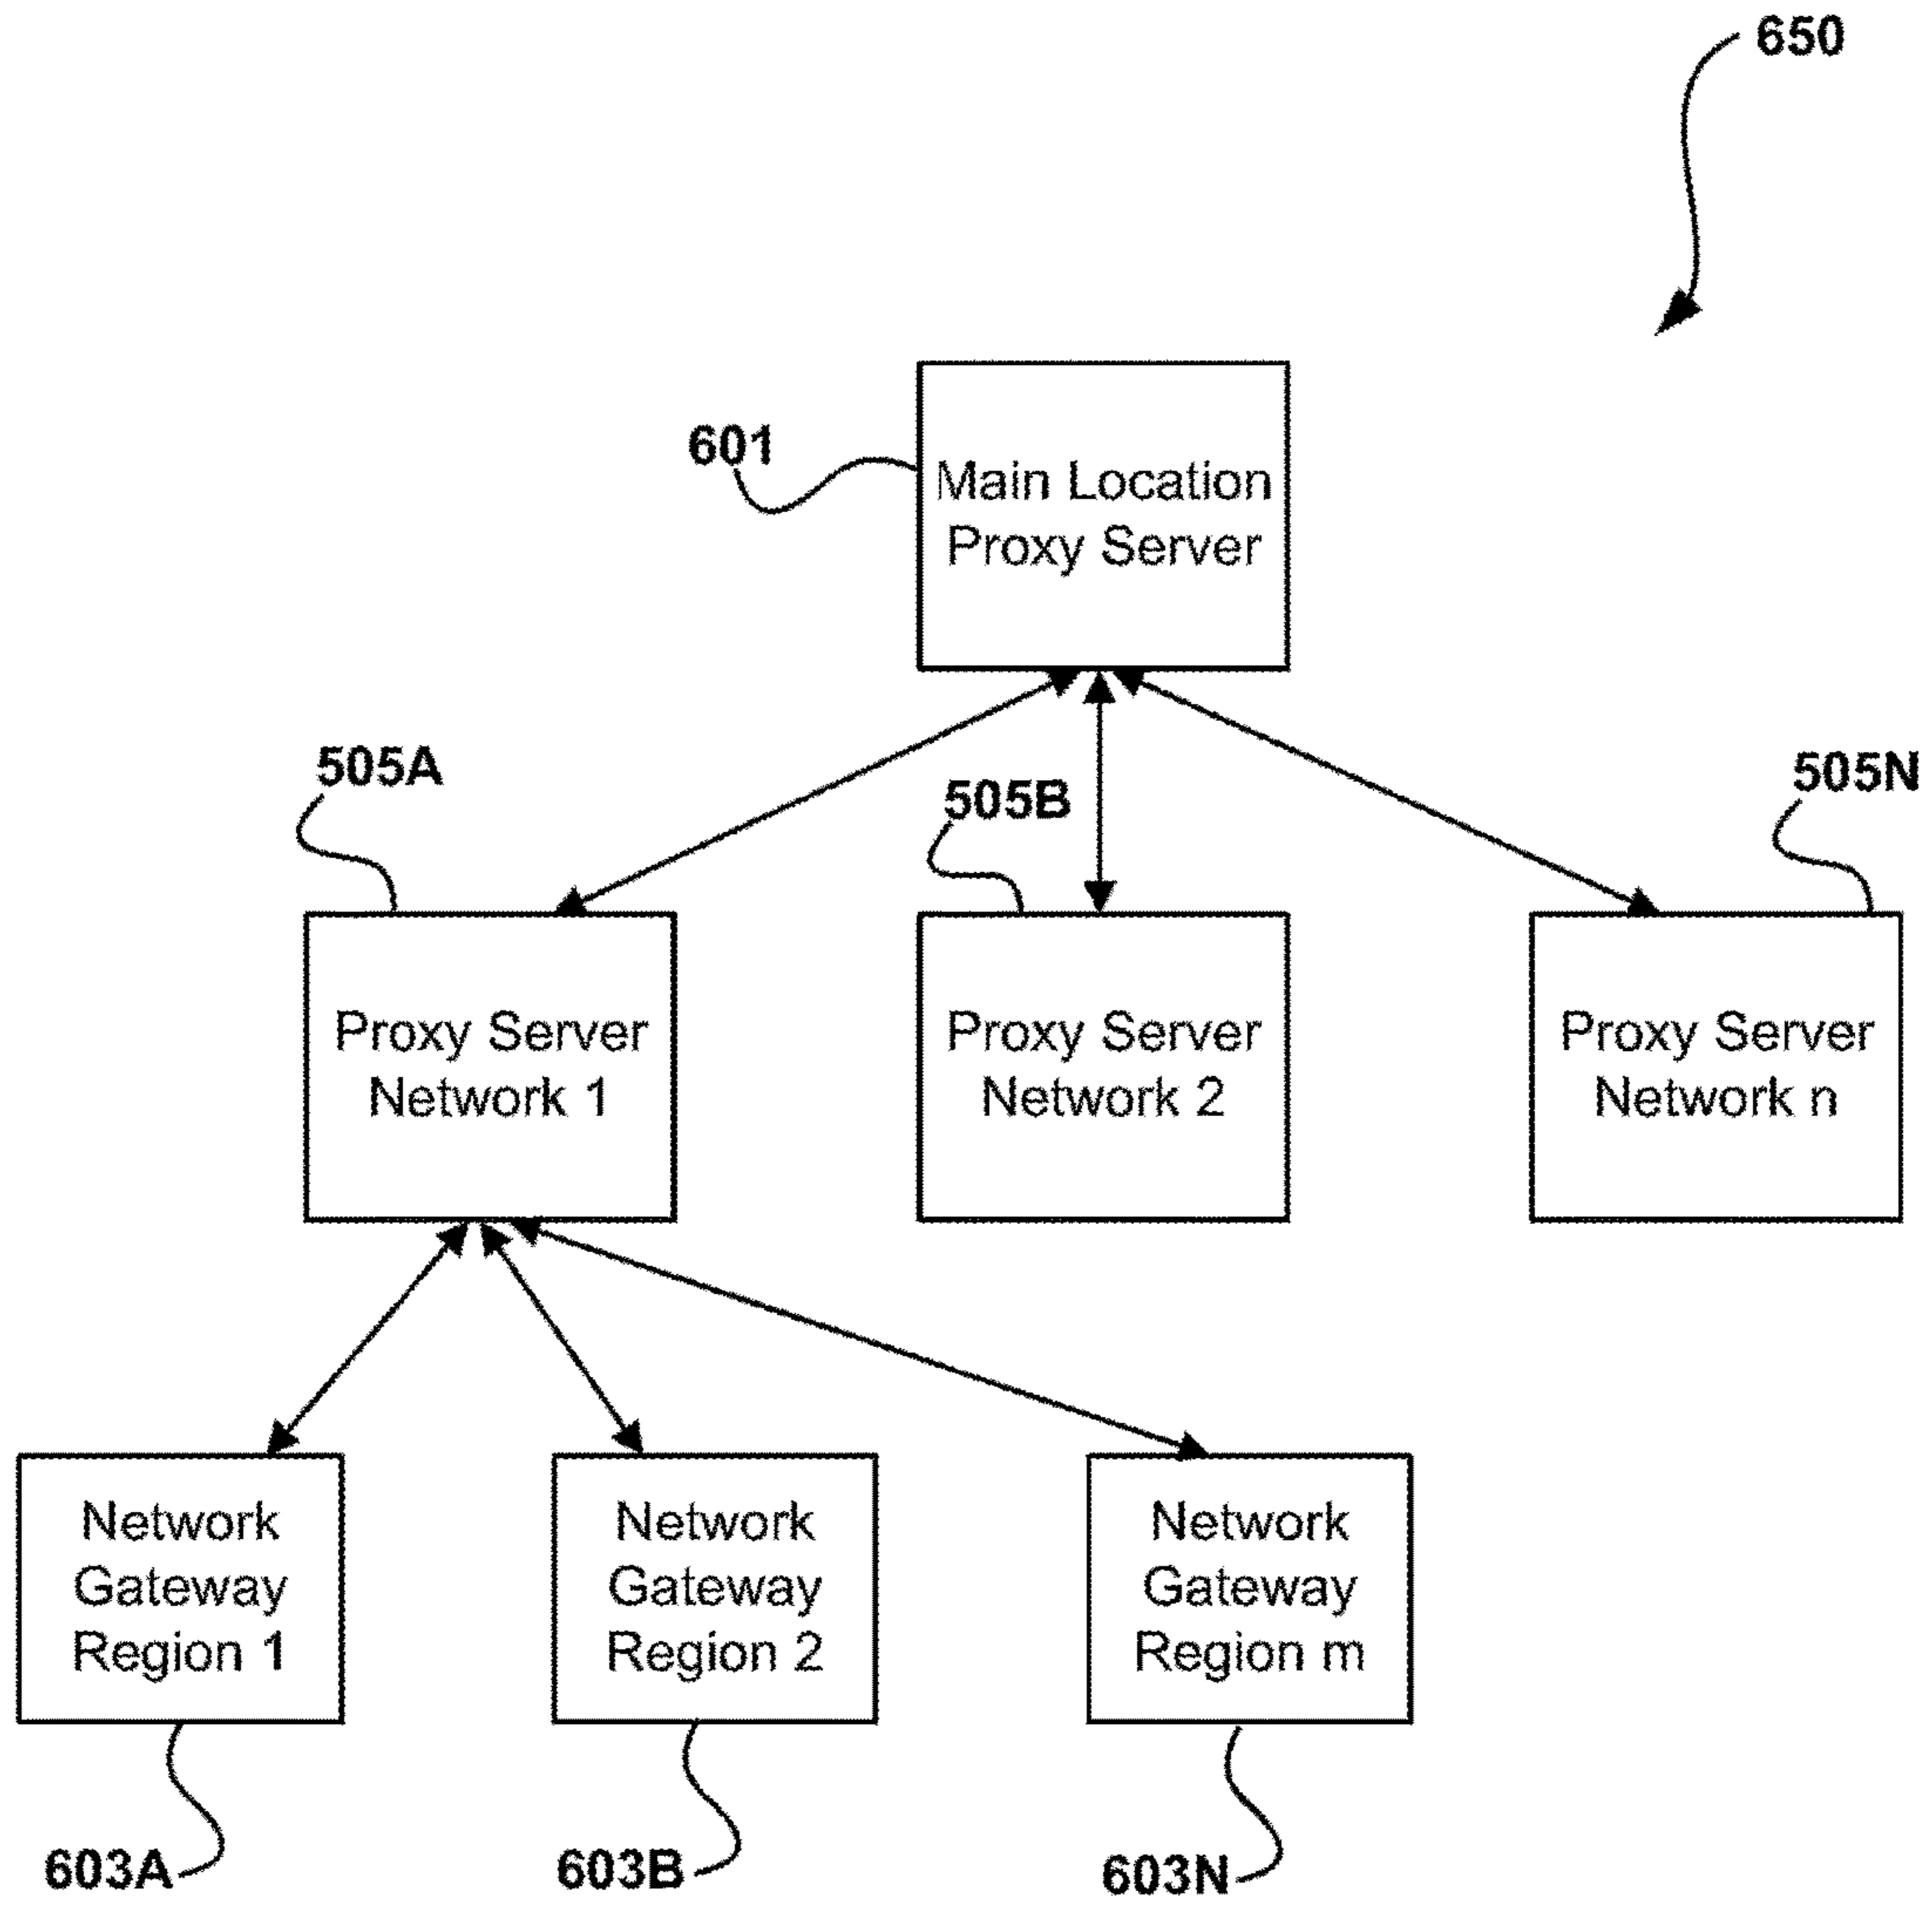 650
601
Main Location
Proxy Server
505A
505B
505N
Proxy Server
Network 1
Proxy Server
Network 2
Proxy Server
Network n
Network
Gateway
Region 1
Network
Gateway
Region 2
Network
Gateway
Region m
603A
603B
603N